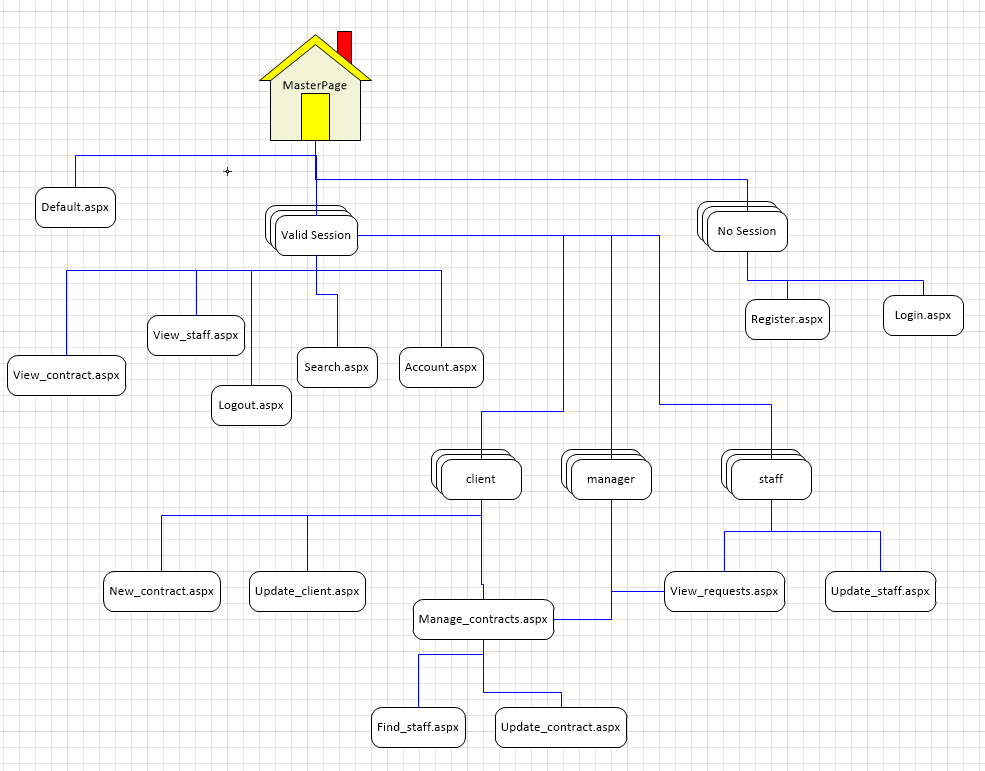 MasterPage
Default.aspx
Valid Session
No Session
View_contract.aspx
View_staff.aspx
Logout.aspx
Search.aspx
Account.aspx
Register.aspx
Login.aspx
client
manager
staff
New_contract.aspx
Update_client.aspx
Manage_contracts.aspx
View_requests.aspx
Update_staff.aspx
Find_staff.aspx
Update_contract.aspx